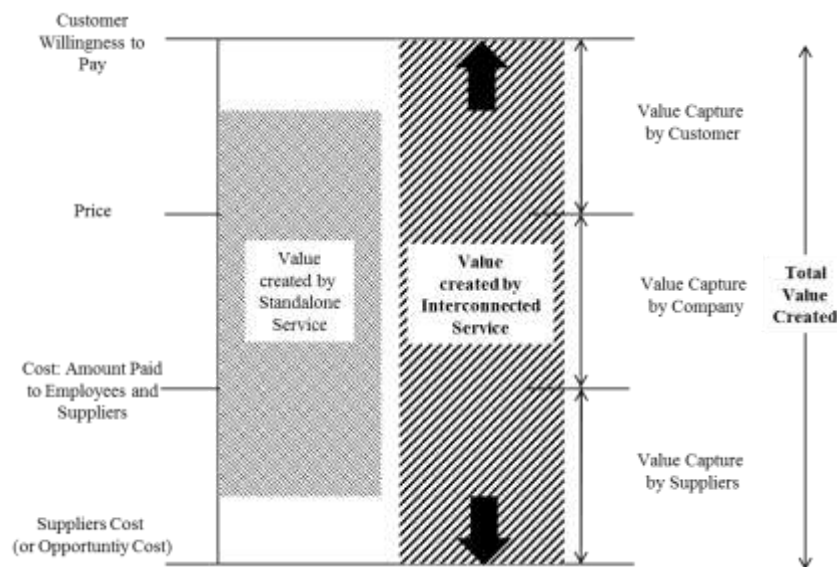 Customer
Willingness to
Pay
Price
Cost: Amount Paid
to Employees and
Suppliers
Suppliers Cost
(or Opportuntiy Cost)
Value
created by
Standalone
Service
Value
created by
Interconnected
Service
Value Capture
by Customer
Value Capture
by Company
Value Capture
by Suppliers
Total
Value
Created